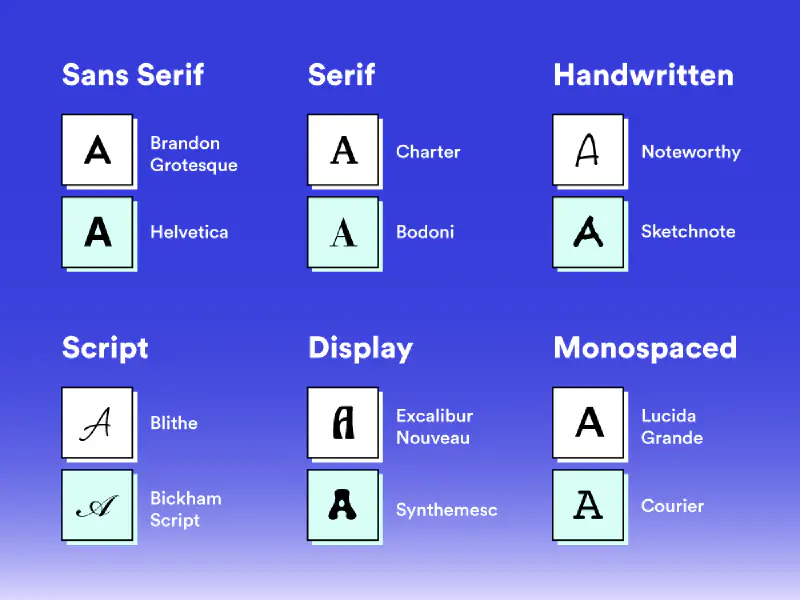 Sans Serif
A
Brandon
Grotesque
A
Helvetica
Serif
A
Charter
A
Bodoni
Handwritten
A
Noteworthy
A
Sketchnote
Script
A
Blithe
A
Bickham
Script
Display
A
Excalibur
Nouveau
A
Synthemesc
Monospaced
A
Lucida
Grande
A
Courier